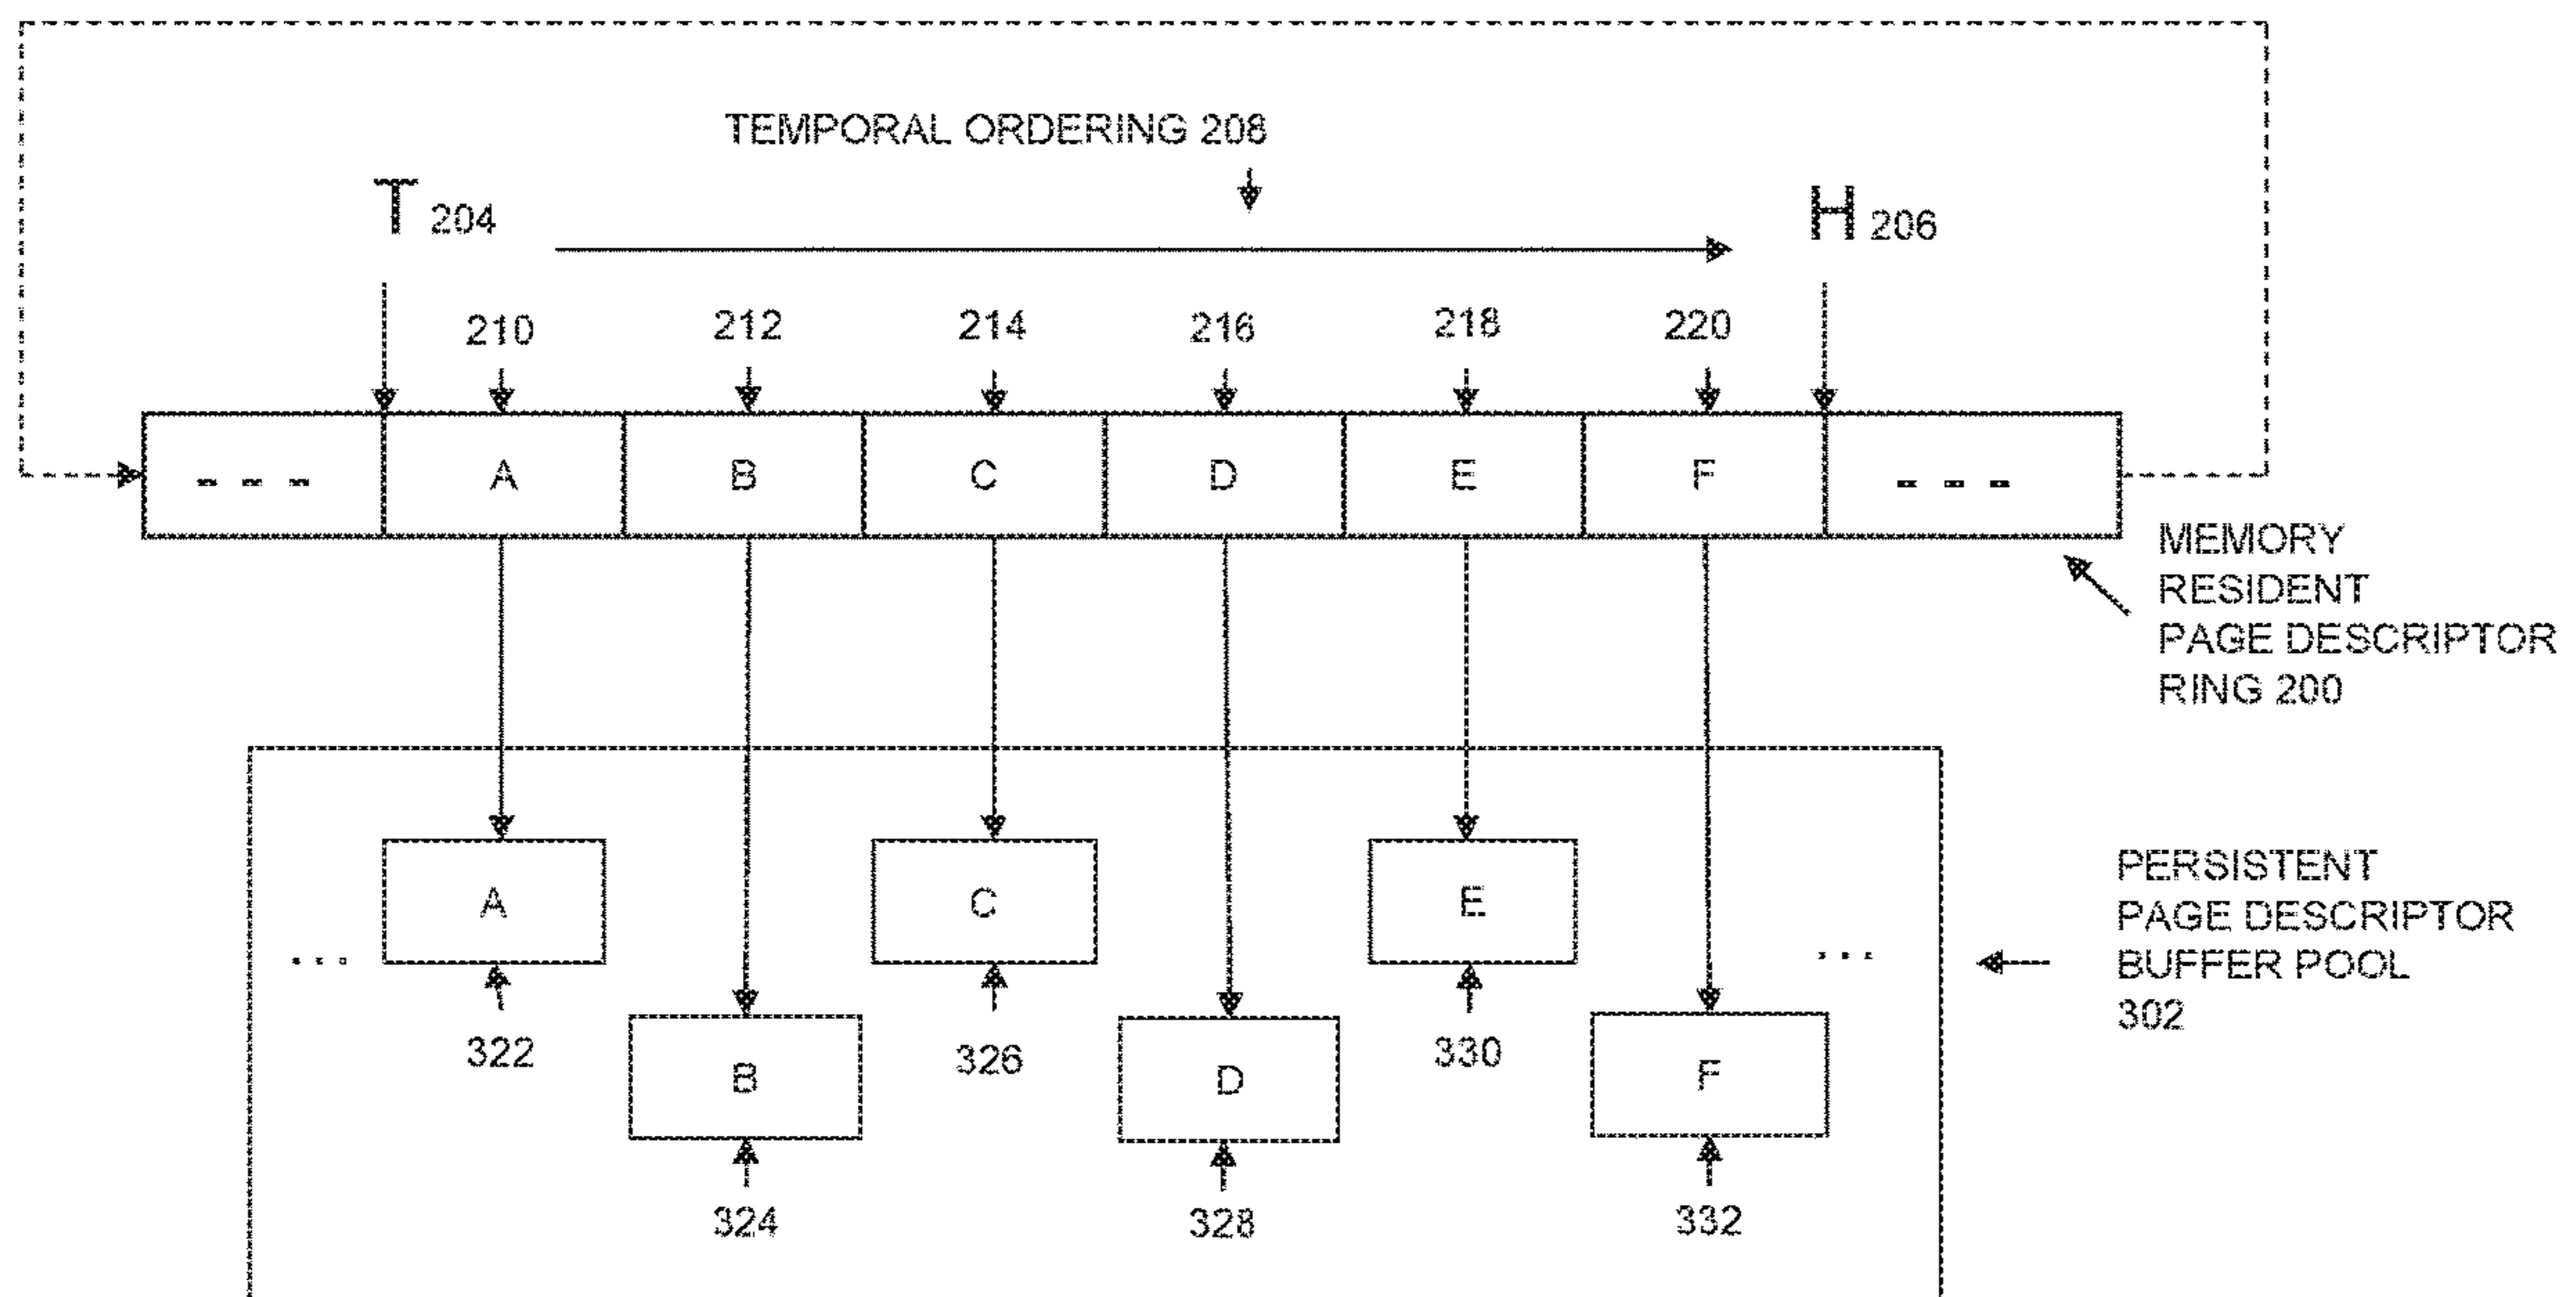 TEMPORAL ORDERING 208
T 204
H 206
210 212 214 216 218 220
- - - A B C D E F - - -
MEMORY
RESIDENT
PAGE DESCRIPTOR
RING 200
A C E
... ...
322 326 330
B D F
324 328 332
PERSISTENT
PAGE DESCRIPTOR
BUFFER POOL
302